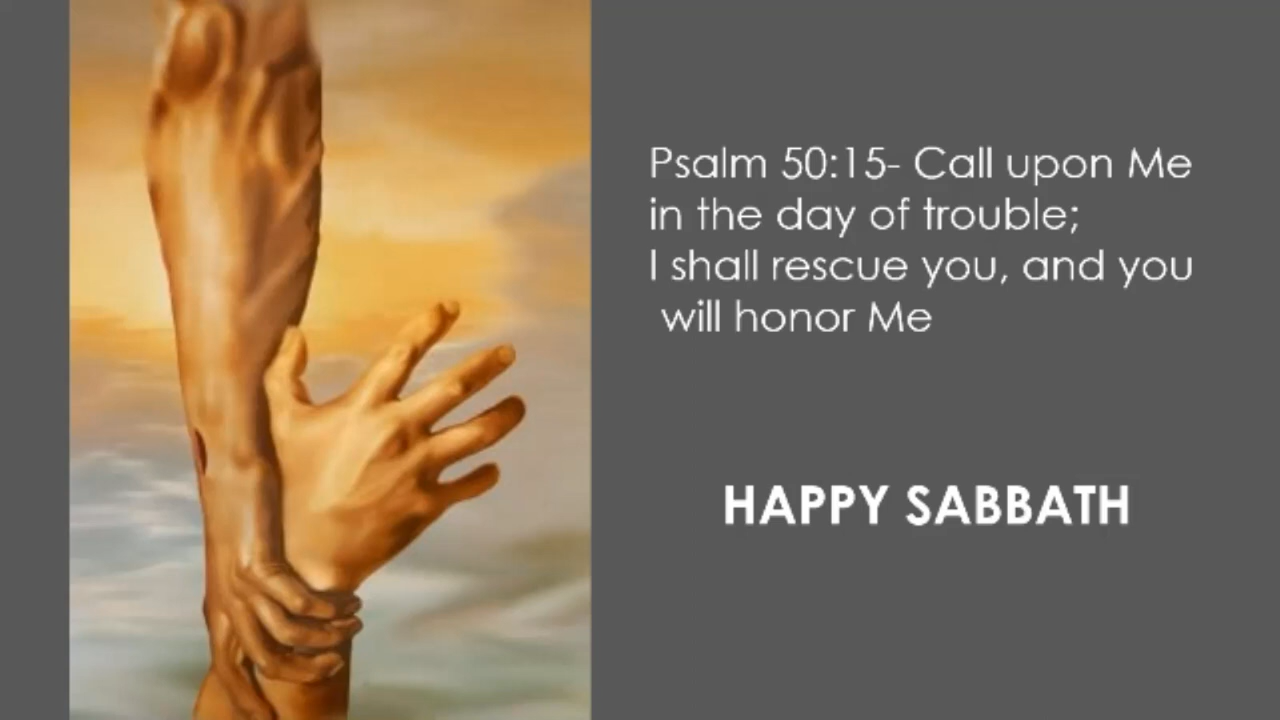 Psalm 50:15- Call upon Me
in the day of trouble;
I shall rescue you, and you
will honor Me
HAPPY SABBATH